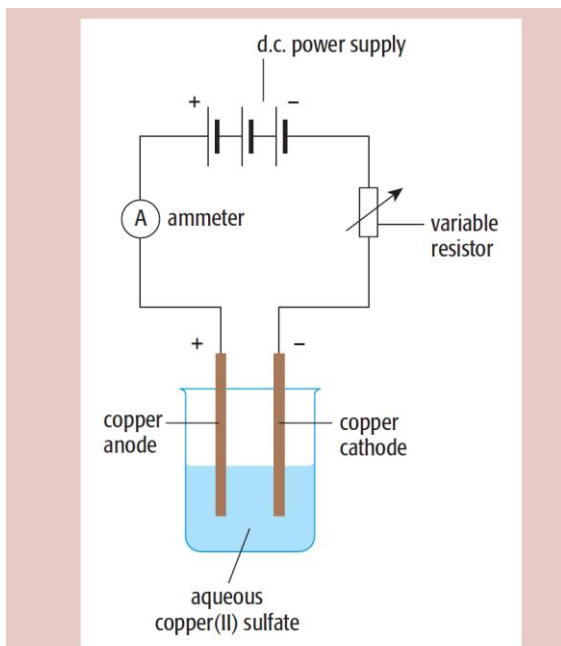 d.c. power supply
+
−
A
ammeter
variable
resistor
+
−
copper
anode
copper
cathode
aqueous
copper(II) sulfate